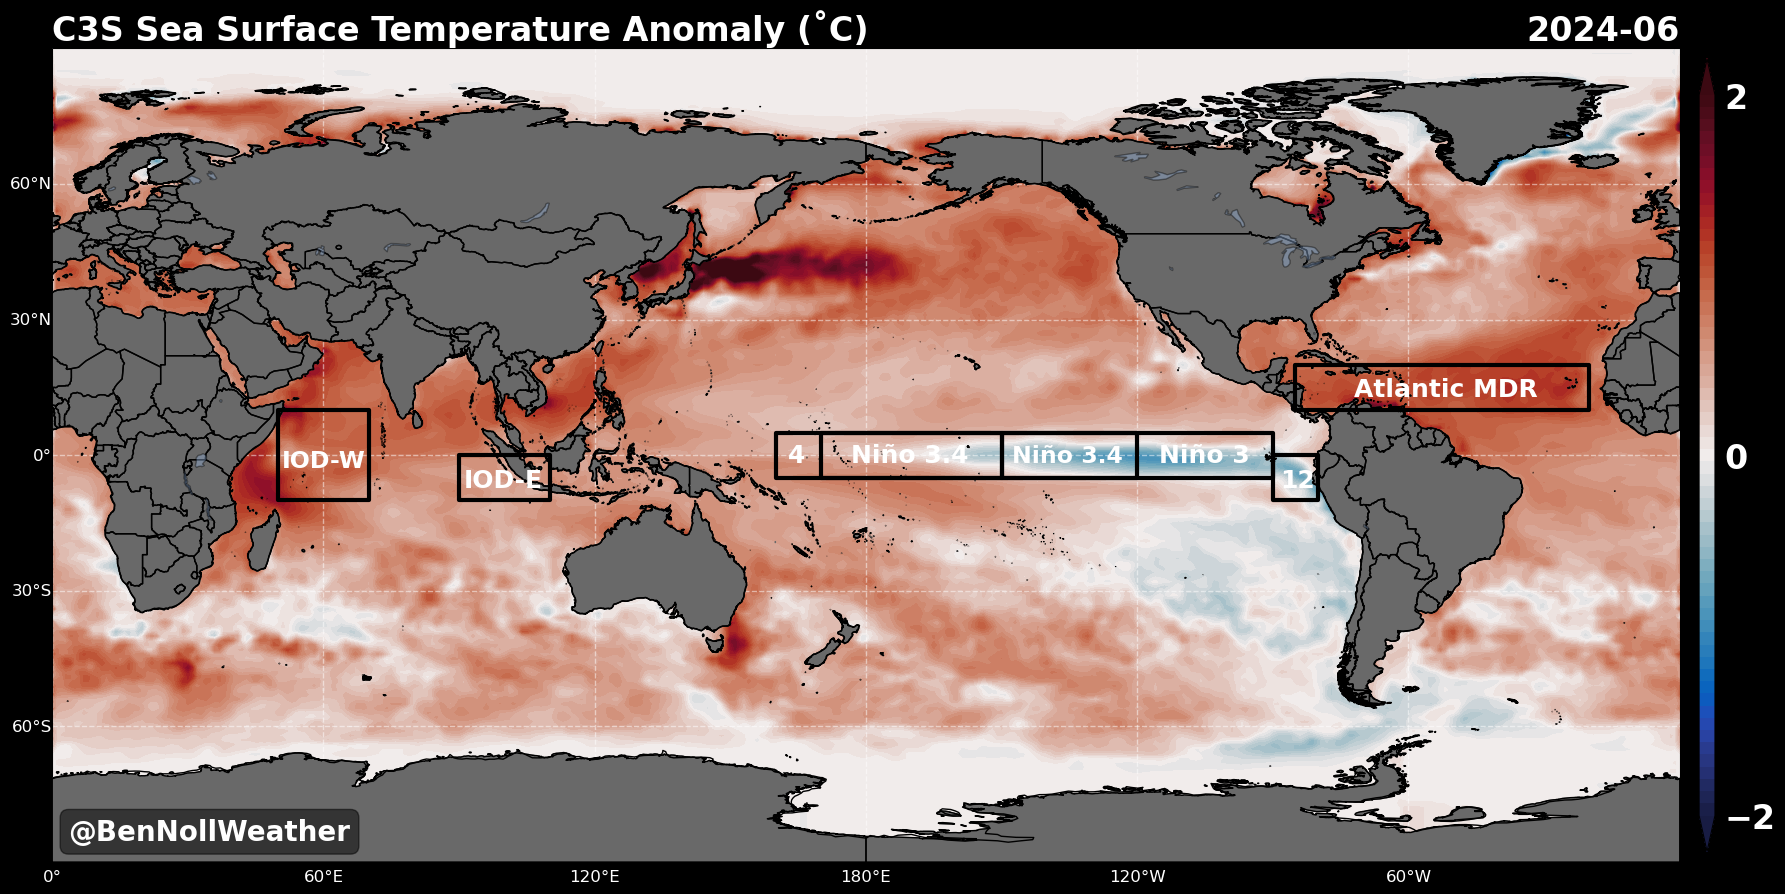 C3S Sea Surface Temperature Anomaly (˚C) 2024-06
2
60°N
30°N
Atlantic MDR
0° IOD-W 4 Niño 3.4 Niño 3.4 Niño 3 0
IOD-E 12
30°S
60°S
−2
@BenNollWeather
0° 60°E 120°E 180°E 120°W 60°W